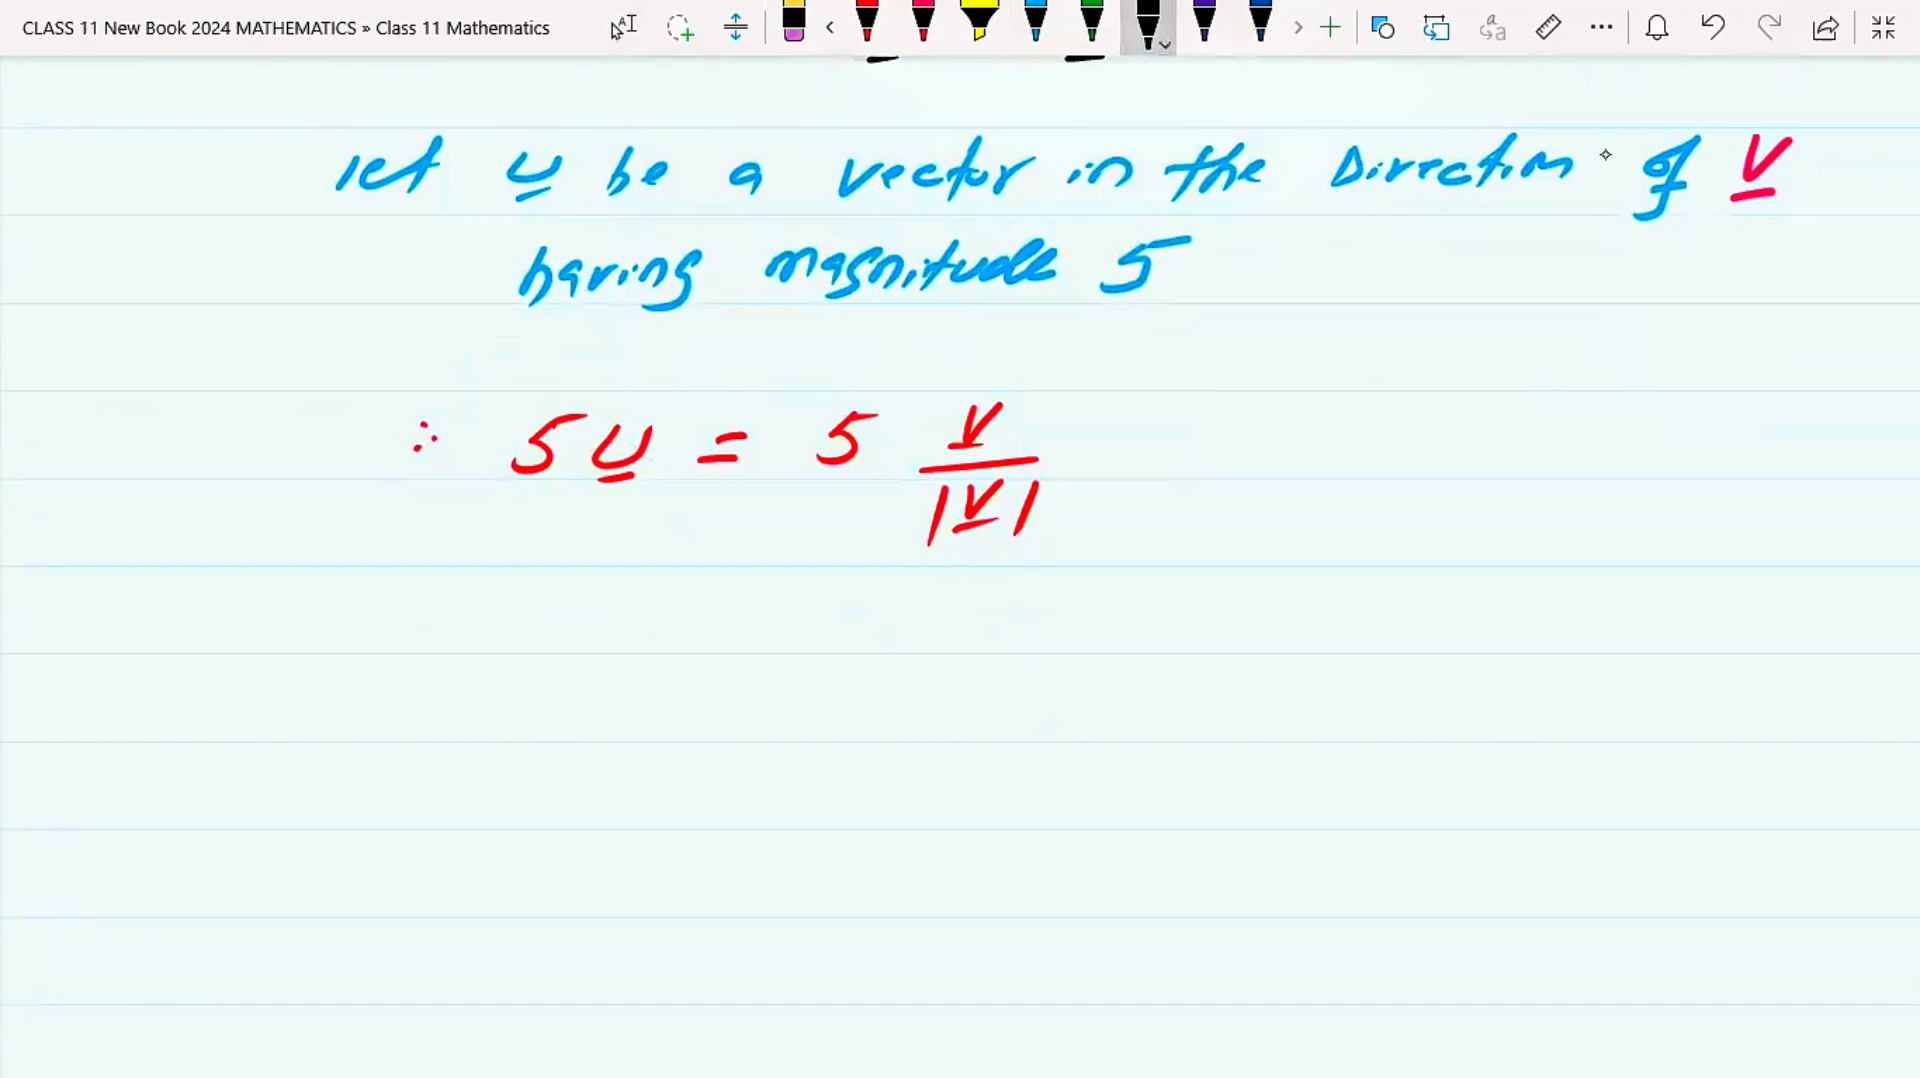 CLASS 11 New Book 2024 MATHEMATICS » Class 11 Mathematics
let u be a vector in the Direction of V
having magnitude 5
∴ 5u = 5 V/|V|